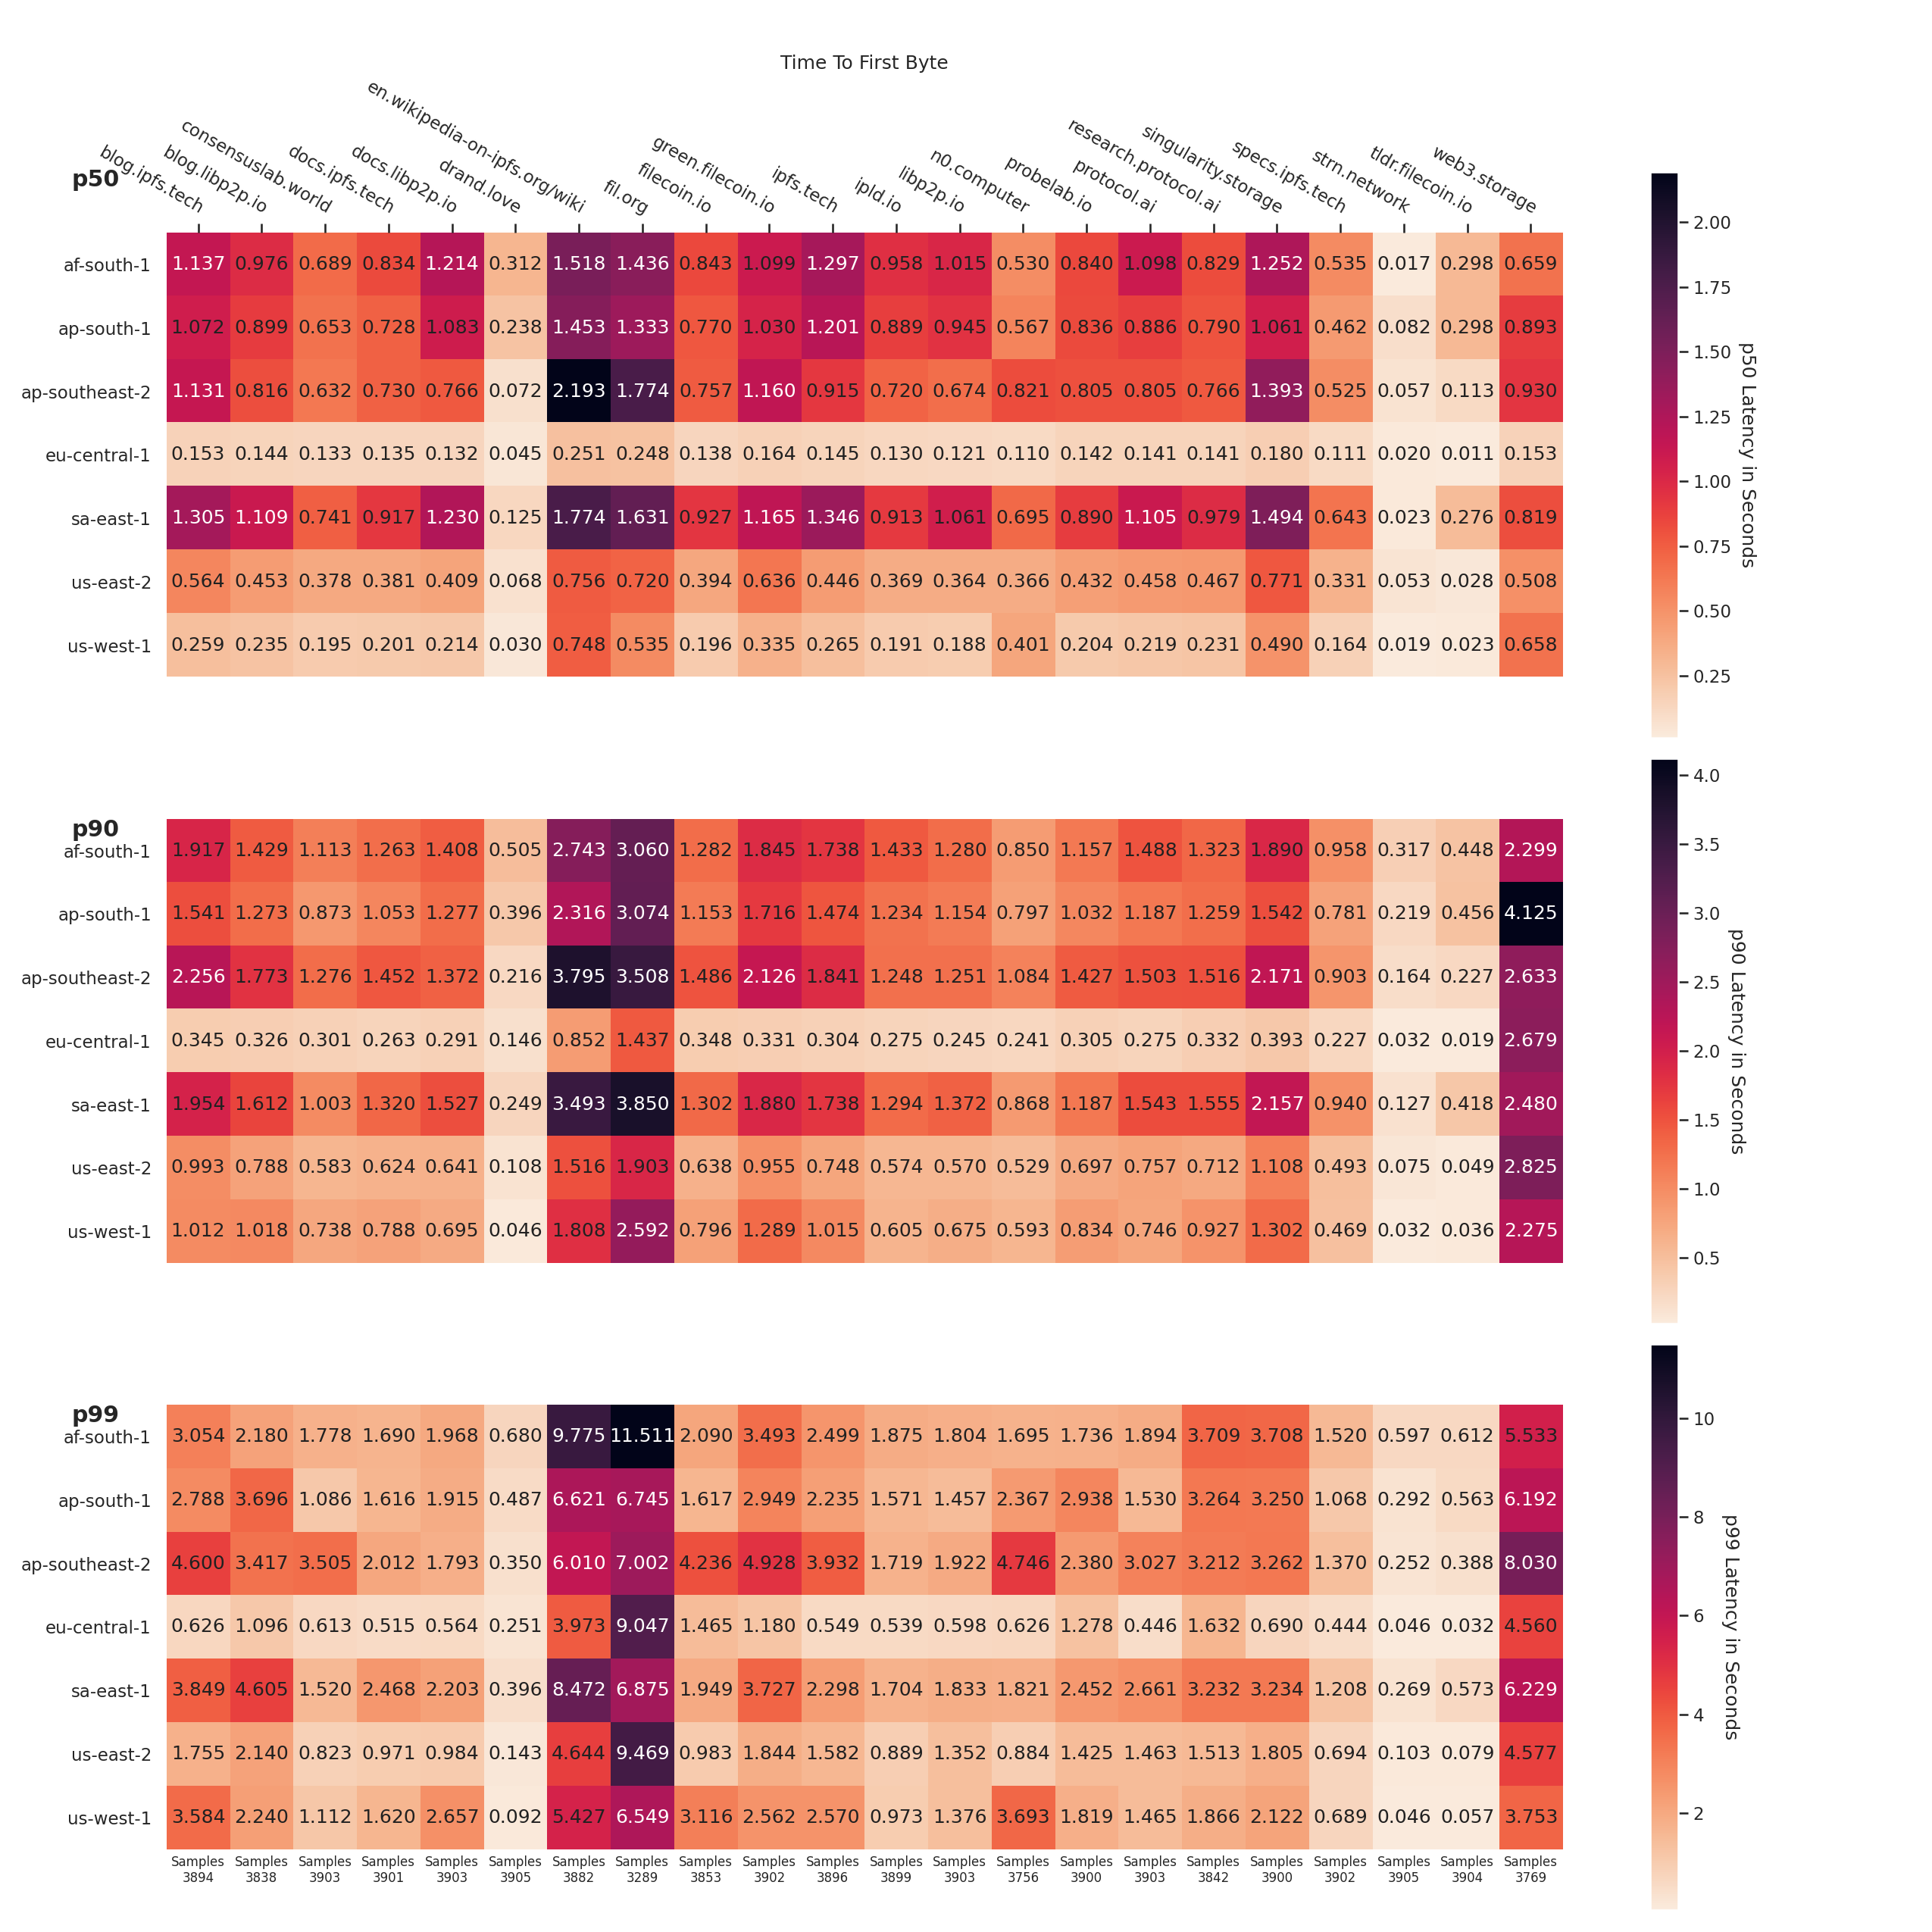 Time To First Byte
blog.ipfs.tech
blog.libp2p.io
consensuslab.world
docs.ipfs.tech
docs.libp2p.io
drand.love
en.wikipedia-on-ipfs.org/wiki
fil.org
filecoin.io
green.filecoin.io
ipfs.tech
ipld.io
libp2p.io
n0.computer
probelab.io
protocol.ai
research.protocol.ai
singularity.storage
specs.ipfs.tech
strn.network
tldr.filecoin.io
web3.storage
p50
af-south-1 1.137 0.976 0.689 0.834 1.214 0.312 1.518 1.436 0.843 1.099 1.297 0.958 1.015 0.530 0.840 1.098 0.829 1.252 0.535 0.017 0.298 0.659
ap-south-1 1.072 0.899 0.653 0.728 1.083 0.238 1.453 1.333 0.770 1.030 1.201 0.889 0.945 0.567 0.836 0.886 0.790 1.061 0.462 0.082 0.298 0.893
ap-southeast-2 1.131 0.816 0.632 0.730 0.766 0.072 2.193 1.774 0.757 1.160 0.915 0.720 0.674 0.821 0.805 0.805 0.766 1.393 0.525 0.057 0.113 0.930
eu-central-1 0.153 0.144 0.133 0.135 0.132 0.045 0.251 0.248 0.138 0.164 0.145 0.130 0.121 0.110 0.142 0.141 0.141 0.180 0.111 0.020 0.011 0.153
sa-east-1 1.305 1.109 0.741 0.917 1.230 0.125 1.774 1.631 0.927 1.165 1.346 0.913 1.061 0.695 0.890 1.105 0.979 1.494 0.643 0.023 0.276 0.819
us-east-2 0.564 0.453 0.378 0.381 0.409 0.068 0.756 0.720 0.394 0.636 0.446 0.369 0.364 0.366 0.432 0.458 0.467 0.771 0.331 0.053 0.028 0.508
us-west-1 0.259 0.235 0.195 0.201 0.214 0.030 0.748 0.535 0.196 0.335 0.265 0.191 0.188 0.401 0.204 0.219 0.231 0.490 0.164 0.019 0.023 0.658
2.00
1.75
1.50
1.25
1.00
0.75
0.50
0.25
p50 Latency in Seconds
p90
af-south-1 1.917 1.429 1.113 1.263 1.408 0.505 2.743 3.060 1.282 1.845 1.738 1.433 1.280 0.850 1.157 1.488 1.323 1.890 0.958 0.317 0.448 2.299
ap-south-1 1.541 1.273 0.873 1.053 1.277 0.396 2.316 3.074 1.153 1.716 1.474 1.234 1.154 0.797 1.032 1.187 1.259 1.542 0.781 0.219 0.456 4.125
ap-southeast-2 2.256 1.773 1.276 1.452 1.372 0.216 3.795 3.508 1.486 2.126 1.841 1.248 1.251 1.084 1.427 1.503 1.516 2.171 0.903 0.164 0.227 2.633
eu-central-1 0.345 0.326 0.301 0.263 0.291 0.146 0.852 1.437 0.348 0.331 0.304 0.275 0.245 0.241 0.305 0.275 0.332 0.393 0.227 0.032 0.019 2.679
sa-east-1 1.954 1.612 1.003 1.320 1.527 0.249 3.493 3.850 1.302 1.880 1.738 1.294 1.372 0.868 1.187 1.543 1.555 2.157 0.940 0.127 0.418 2.480
us-east-2 0.993 0.788 0.583 0.624 0.641 0.108 1.516 1.903 0.638 0.955 0.748 0.574 0.570 0.529 0.697 0.757 0.712 1.108 0.493 0.075 0.049 2.825
us-west-1 1.012 1.018 0.738 0.788 0.695 0.046 1.808 2.592 0.796 1.289 1.015 0.605 0.675 0.593 0.834 0.746 0.927 1.302 0.469 0.032 0.036 2.275
4.0
3.5
3.0
2.5
2.0
1.5
1.0
0.5
p90 Latency in Seconds
p99
af-south-1 3.054 2.180 1.778 1.690 1.968 0.680 9.775 11.511 2.090 3.493 2.499 1.875 1.804 1.695 1.736 1.894 3.709 3.708 1.520 0.597 0.612 5.533
ap-south-1 2.788 3.696 1.086 1.616 1.915 0.487 6.621 6.745 1.617 2.949 2.235 1.571 1.457 2.367 2.938 1.530 3.264 3.250 1.068 0.292 0.563 6.192
ap-southeast-2 4.600 3.417 3.505 2.012 1.793 0.350 6.010 7.002 4.236 4.928 3.932 1.719 1.922 4.746 2.380 3.027 3.212 3.262 1.370 0.252 0.388 8.030
eu-central-1 0.626 1.096 0.613 0.515 0.564 0.251 3.973 9.047 1.465 1.180 0.549 0.539 0.598 0.626 1.278 0.446 1.632 0.690 0.444 0.046 0.032 4.560
sa-east-1 3.849 4.605 1.520 2.468 2.203 0.396 8.472 6.875 1.949 3.727 2.298 1.704 1.833 1.821 2.452 2.661 3.232 3.234 1.208 0.269 0.573 6.229
us-east-2 1.755 2.140 0.823 0.971 0.984 0.143 4.644 9.469 0.983 1.844 1.582 0.889 1.352 0.884 1.425 1.463 1.513 1.805 0.694 0.103 0.079 4.577
us-west-1 3.584 2.240 1.112 1.620 2.657 0.092 5.427 6.549 3.116 2.562 2.570 0.973 1.376 3.693 1.819 1.465 1.866 2.122 0.689 0.046 0.057 3.753
Samples Samples Samples Samples Samples Samples Samples Samples Samples Samples Samples Samples Samples Samples Samples Samples Samples Samples Samples Samples Samples Samples
3894 3838 3903 3901 3903 3905 3882 3289 3853 3902 3896 3899 3903 3756 3900 3903 3842 3900 3902 3905 3904 3769
10
8
6
4
2
p99 Latency in Seconds